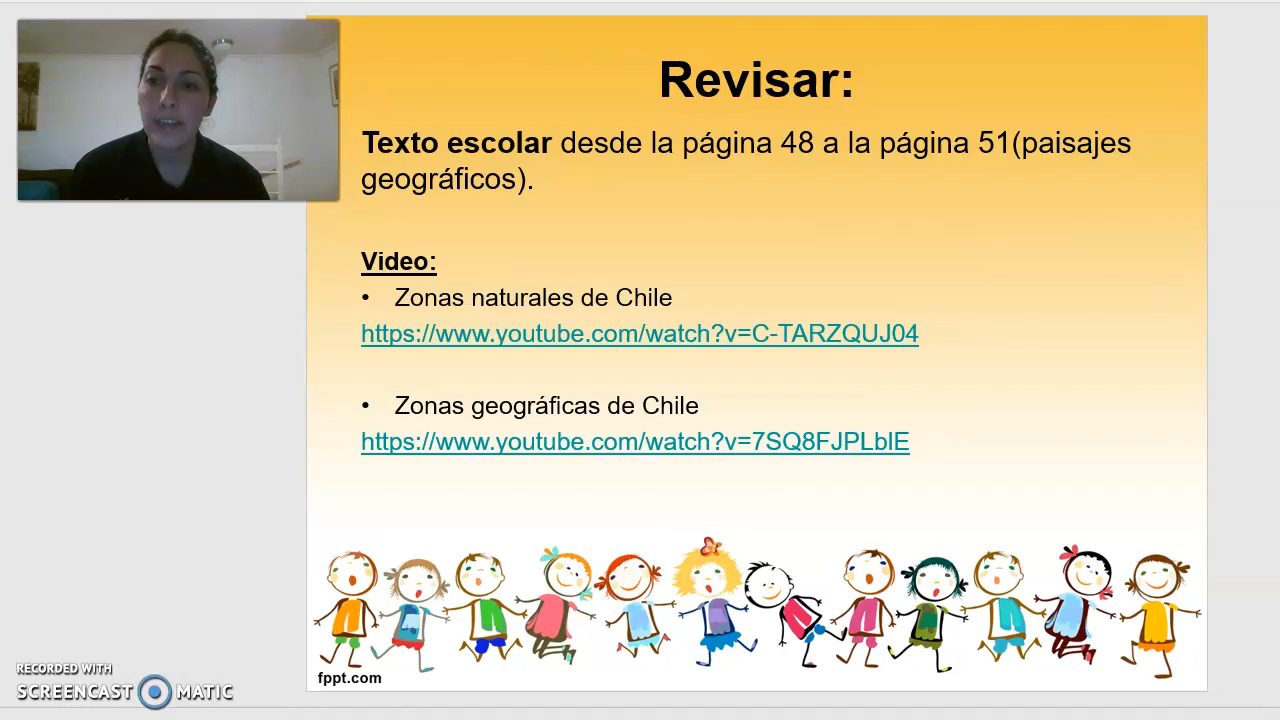 Revisar:
Texto escolar desde la página 48 a la página 51(paisajes
geográficos).
Video:
• Zonas naturales de Chile
https://www.youtube.com/watch?v=C-TARZQUJ04
• Zonas geográficas de Chile
https://www.youtube.com/watch?v=7SQ8FJPLblE
fppt.com
RECORDED WITH
SCREENCAST MATIC